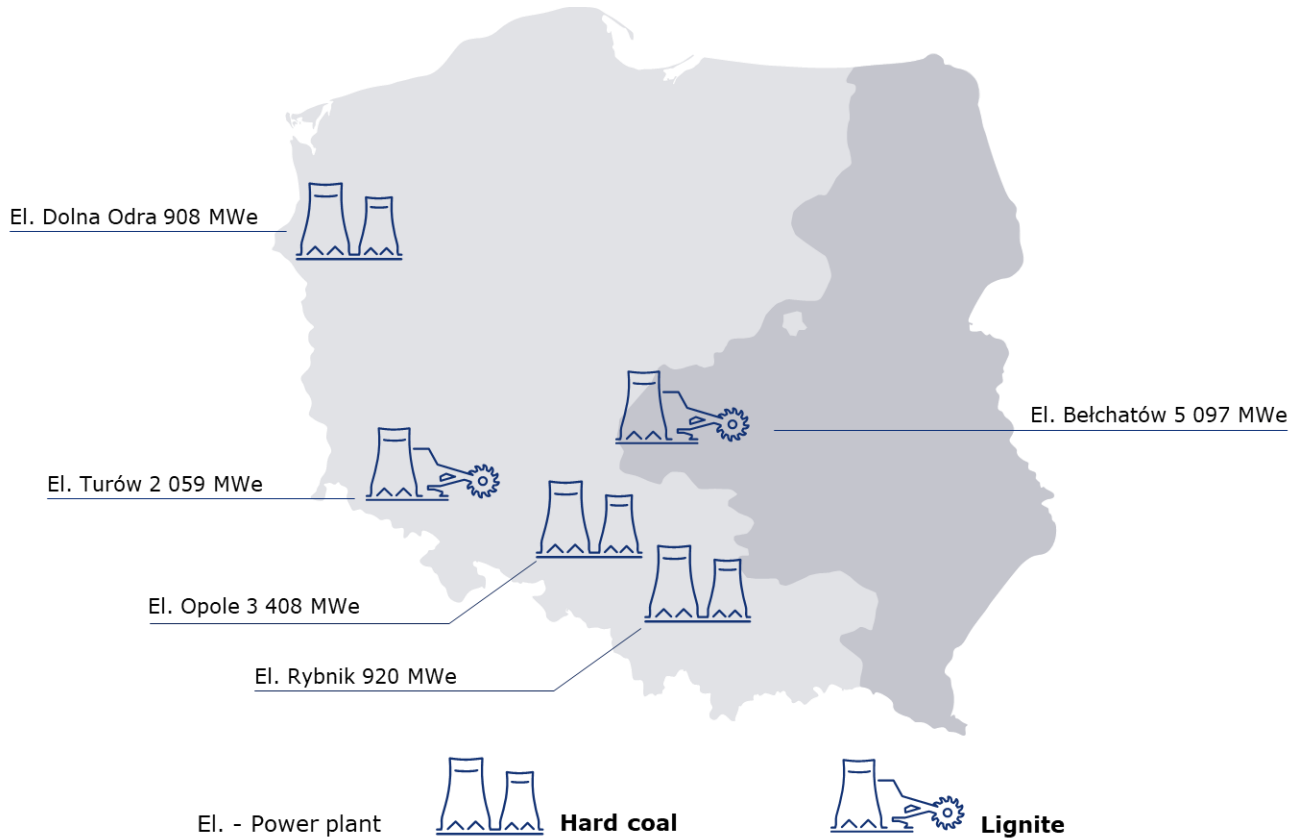 El. Dolna Odra 908 MWe
El. Bełchatów 5 097 MWe
El. Turów 2 059 MWe
El. Opole 3 408 MWe
El. Rybnik 920 MWe
El. - Power plant
Hard coal
Lignite